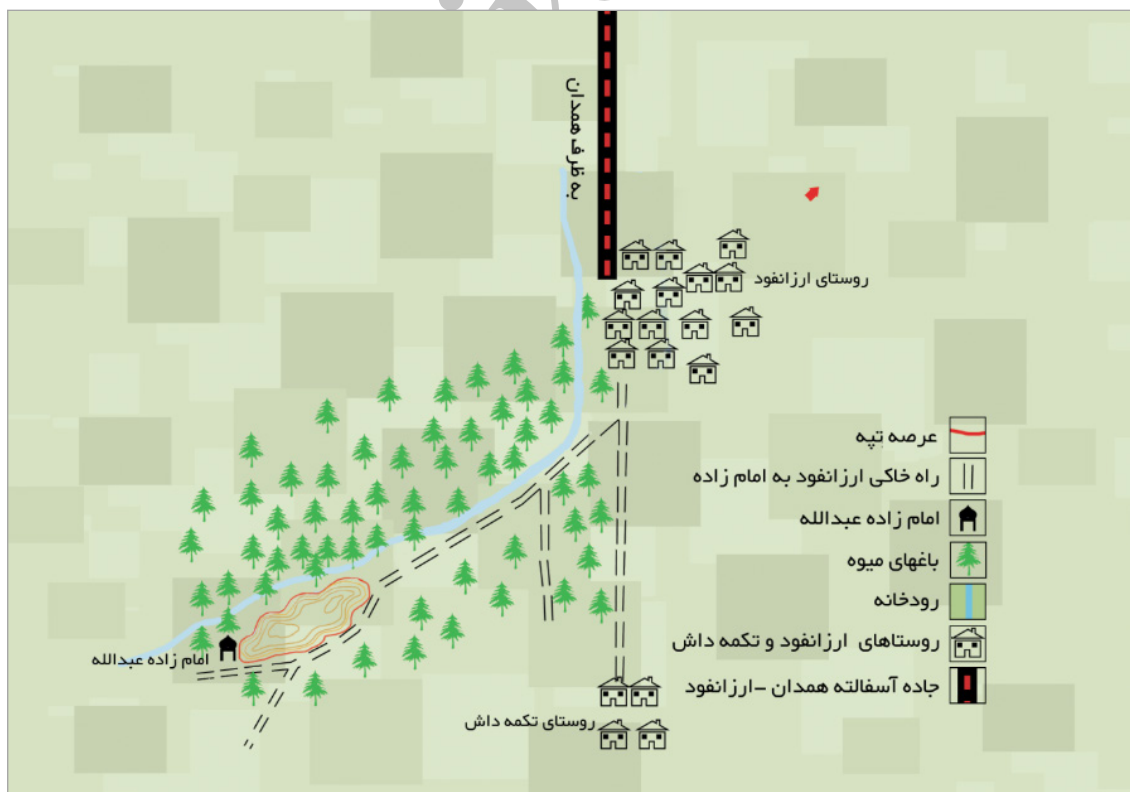 به طرف همدان
روستای ارزانفود
عرصه تپه
راه خاکی ارزانفود به امام زاده
امام زاده عبدالله
باغهای میوه
رودخانه
روستاهای ارزانفود و تکمه داش
جاده آسفالته همدان - ارزانفود
امام زاده عبدالله
روستای تکمه داش